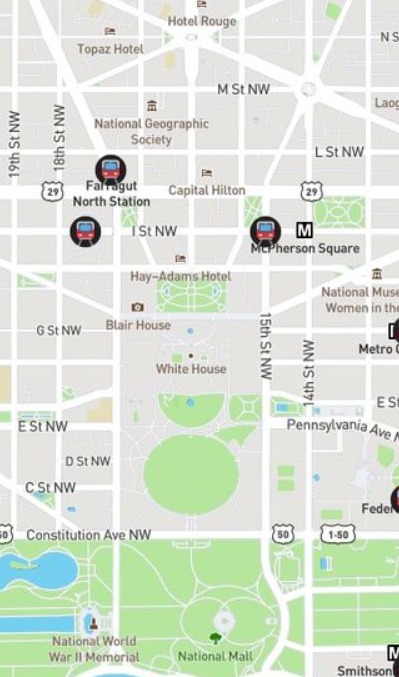 Hotel Rouge
N S
Topaz Hotel
M St NW
Laog
National Geographic
Society
19th St NW
18th St NW
L St NW
29
Farragut
North Station
Capital Hilton
29
I St NW
M
McPherson Square
Hay-Adams Hotel
National Muse
Women in the
Blair House
G St NW
15th St NW
Metro C
White House
14th St NW
E St
E St NW
Pennsylvania Ave N
D St NW
C St NW
Feder
50
Constitution Ave NW
50
1-50
National World
War II Memorial
National Mall
M
Smithson